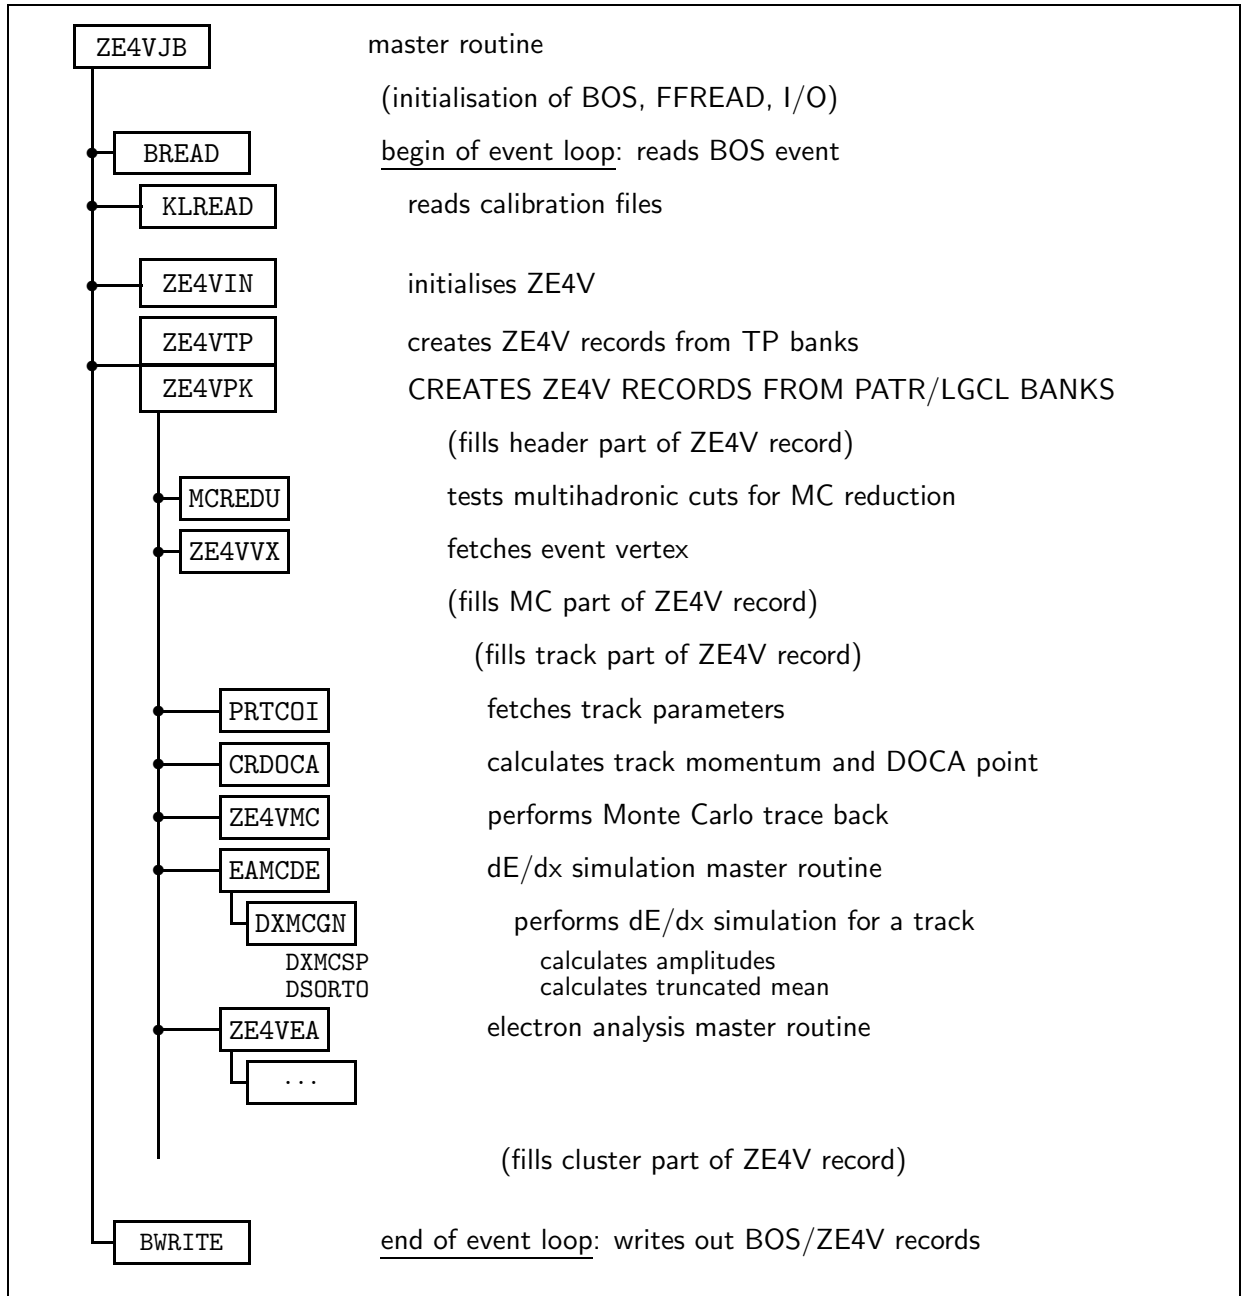 ZE4VJB master routine
(initialisation of BOS, FFREAD, I/O)
BREAD begin of event loop: reads BOS event
KLREAD reads calibration files
ZE4VIN initialises ZE4V
ZE4VTP creates ZE4V records from TP banks
ZE4VPK CREATES ZE4V RECORDS FROM PATR/LGCL BANKS
(fills header part of ZE4V record)
MCREDU tests multihadronic cuts for MC reduction
ZE4VVX fetches event vertex
(fills MC part of ZE4V record)
(fills track part of ZE4V record)
PRTCOI fetches track parameters
CRDOCA calculates track momentum and DOCA point
ZE4VMC performs Monte Carlo trace back
EAMCDE dE/dx simulation master routine
DXMCGN performs dE/dx simulation for a track
DXMCSP calculates amplitudes
DSORTO calculates truncated mean
ZE4VEA electron analysis master routine
...
(fills cluster part of ZE4V record)
BWRITE end of event loop: writes out BOS/ZE4V records